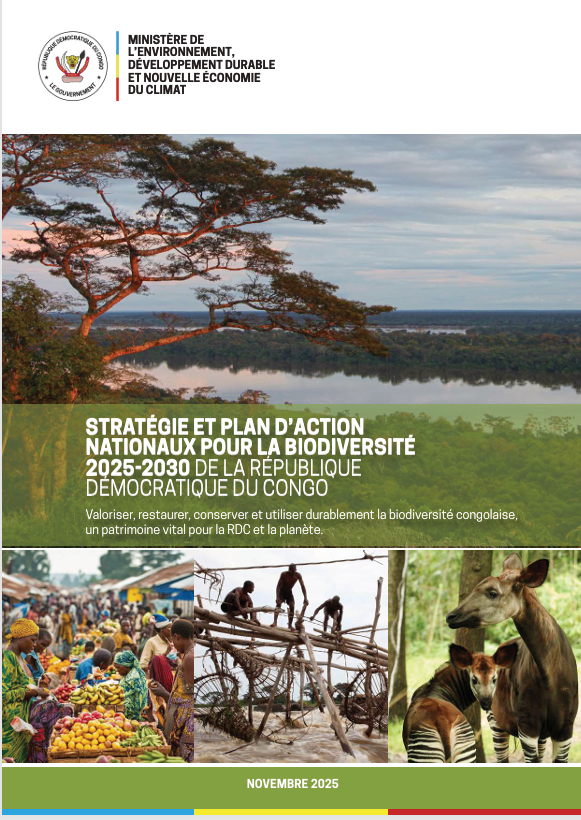 RÉPUBLIQUE DÉMOCRATIQUE DU CONGO
LE GOUVERNEMENT
MINISTÈRE DE
L'ENVIRONNEMENT,
DÉVELOPPEMENT DURABLE
ET NOUVELLE ÉCONOMIE
DU CLIMAT
STRATÉGIE ET PLAN D'ACTION
NATIONAUX POUR LA BIODIVERSITÉ
2025-2030 DE LA RÉPUBLIQUE
DÉMOCRATIQUE DU CONGO
Valoriser, restaurer, conserver et utiliser durablement la biodiversité congolaise,
un patrimoine vital pour la RDC et la planète.
NOVEMBRE 2025